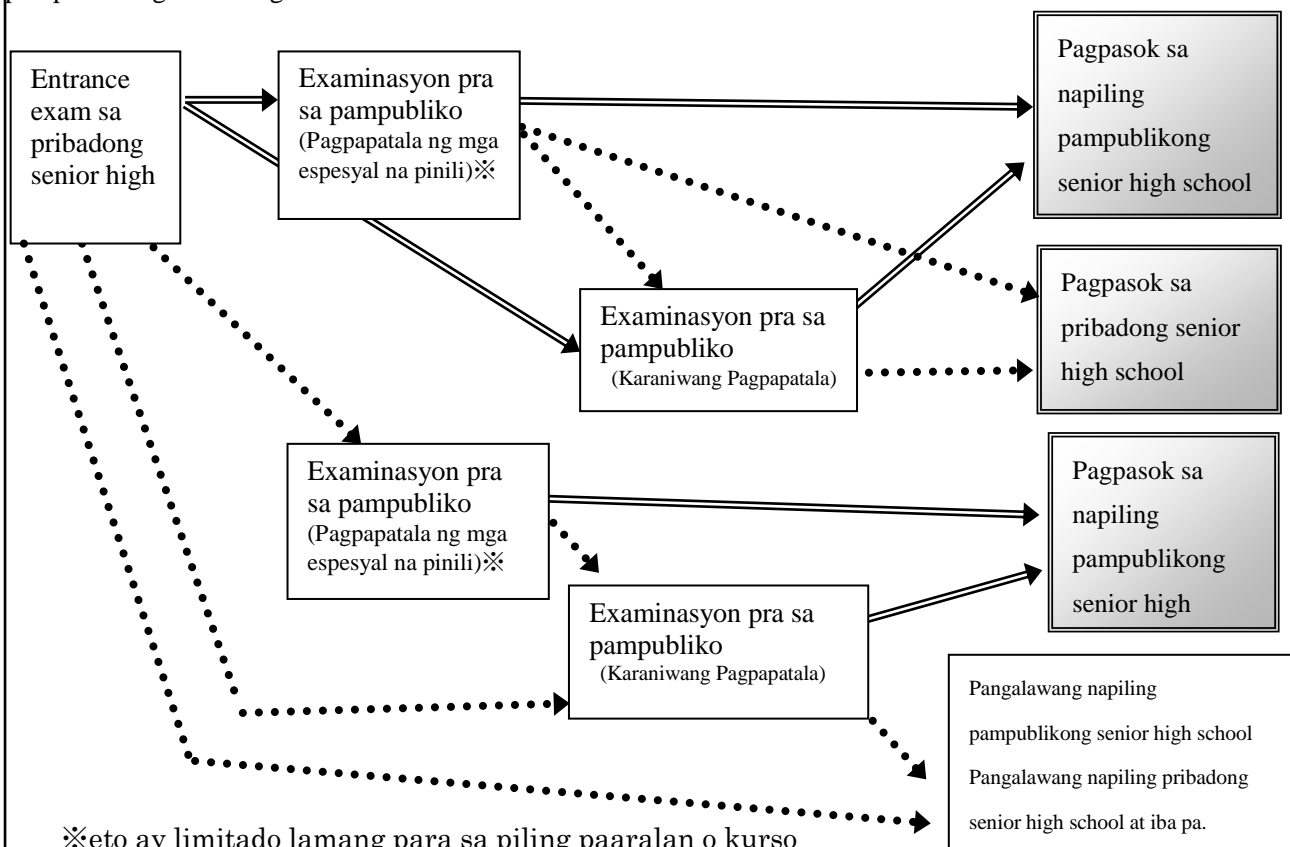 Entrance
exam sa
pribadong
senior high
Examinasyon pra
sa pampubliko
(Pagpapatala ng mga
espesyal na pinili)※
Pagpasok sa
napiling
pampublikong
senior high school
Examinasyon pra sa
pampubliko
(Karaniwang Pagpapatala)
Pagpasok sa
pribadong senior
high school
Examinasyon pra
sa pampubliko
(Pagpapatala ng mga
espesyal na pinili)※
Pagpasok sa
napiling
pampublikong
senior high
Examinasyon pra sa
pampubliko
(Karaniwang Pagpapatala)
Pangalawang napiling
pampublikong senior high school
Pangalawang napiling pribadong
senior high school at iba pa.
※eto ay limitado lamang para sa piling paaralan o kurso